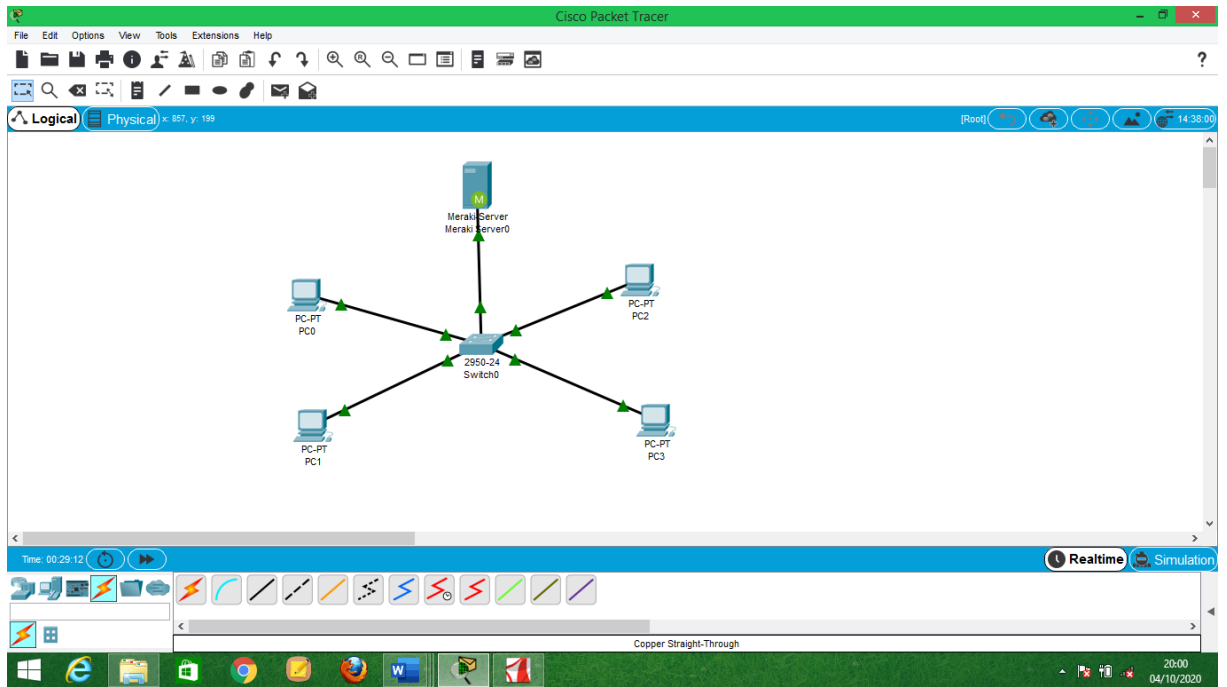 Cisco Packet Tracer
File Edit Options View Tools Extensions Help
?
Logical Physical x: 857, y: 199 [Root] 14:38:00
M
Meraki-Server
Meraki Server0
PC-PT
PC0
PC-PT
PC2
2950-24
Switch0
PC-PT
PC1
PC-PT
PC3
Time: 00:29:12 Realtime Simulation
Copper Straight-Through
20:00
04/10/2020